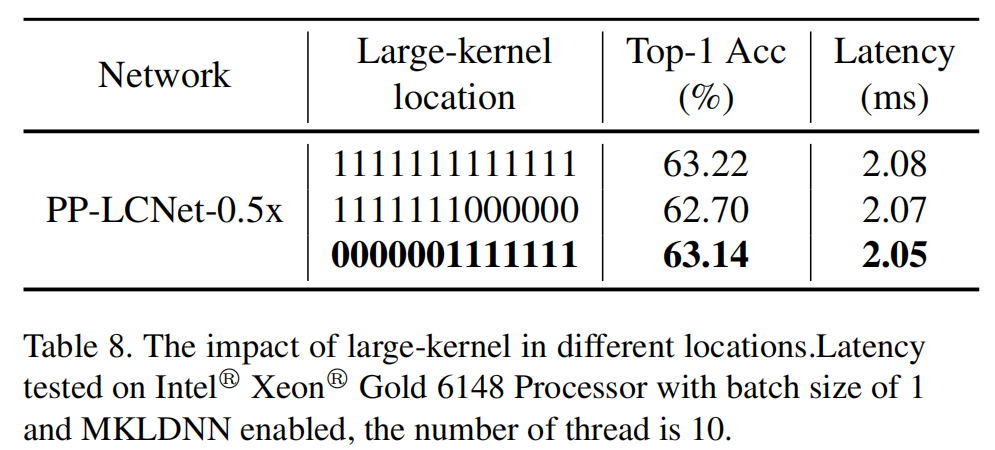 Network Large-kernel location Top-1 Acc (%) Latency (ms)
1111111111111 63.22 2.08
PP-LCNet-0.5x 1111111000000 62.70 2.07
0000001111111 63.14 2.05
Table 8. The impact of large-kernel in different locations.Latency
tested on Intel® Xeon® Gold 6148 Processor with batch size of 1
and MKLDNN enabled, the number of thread is 10.